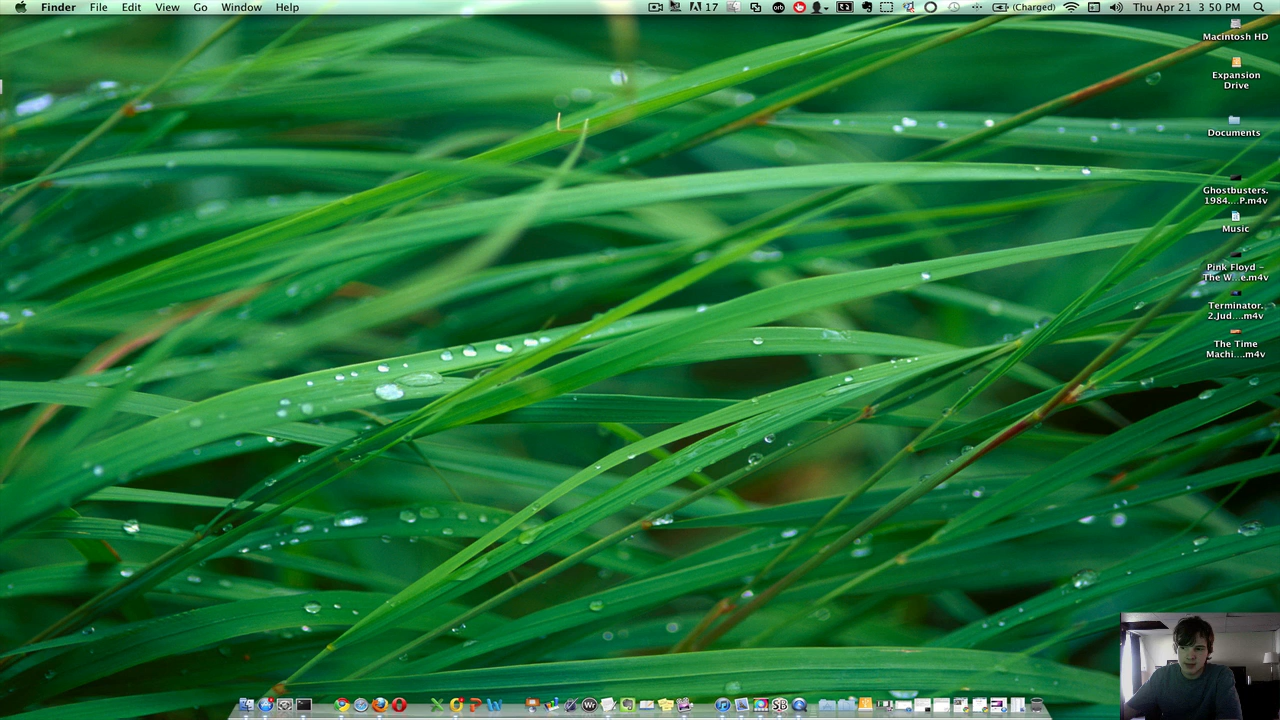 Finder File Edit View Go Window Help 17 (Charged) Thu Apr 21 3 50 PM
Macintosh HD
Expansion
Drive
Documents
Ghostbusters.
1984....P.m4v
Music
Pink Floyd –
The W...e.m4v
Terminator.
2.Jud....m4v
The Time
Machi....m4v